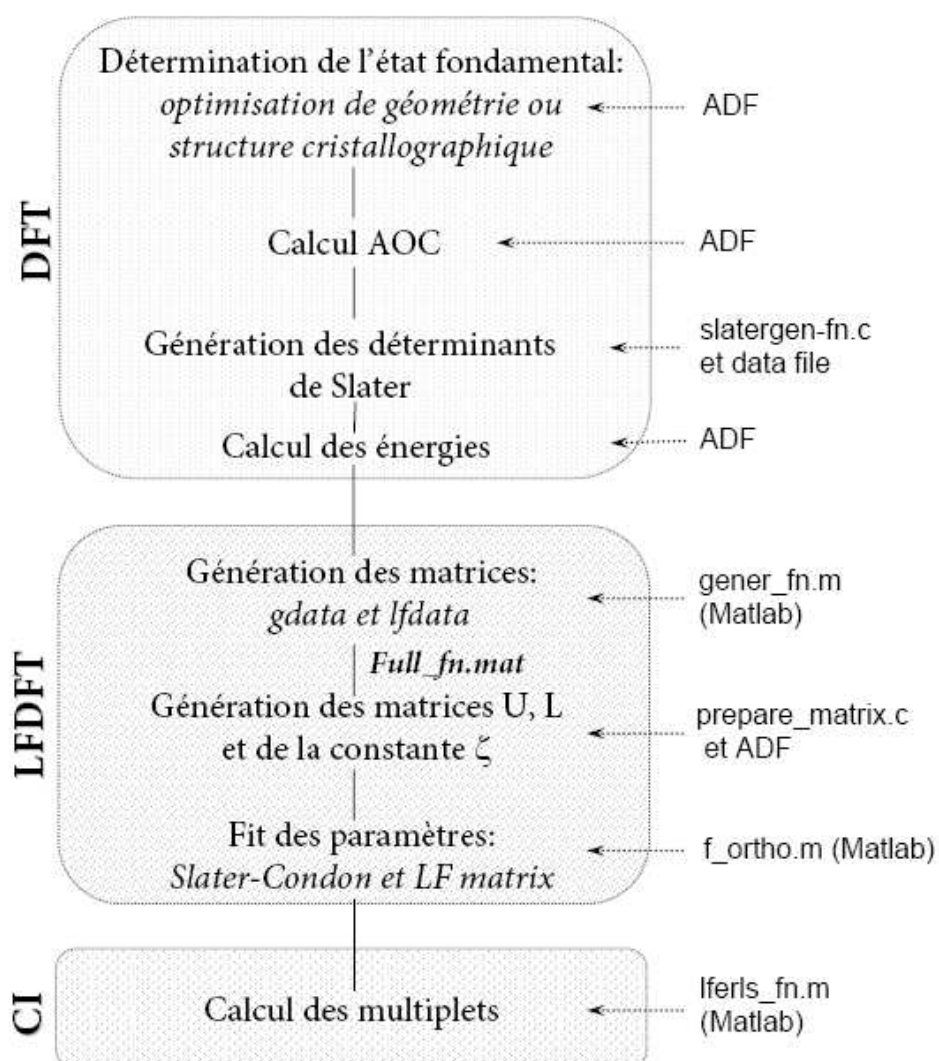 Détermination de l'état fondamental:
optimisation de géométrie ou
structure cristallographique
ADF
DFT
Calcul AOC
ADF
Génération des déterminants
de Slater
slatergen-fn.c
et data file
Calcul des énergies
ADF
Génération des matrices:
gdata et lfdata
gener_fn.m
(Matlab)
LFDFT
Full_fn.mat
Génération des matrices U, L
et de la constante ζ
prepare_matrix.c
et ADF
Fit des paramètres:
Slater-Condon et LF matrix
f_ortho.m (Matlab)
CI
Calcul des multiplets
lferls_fn.m
(Matlab)